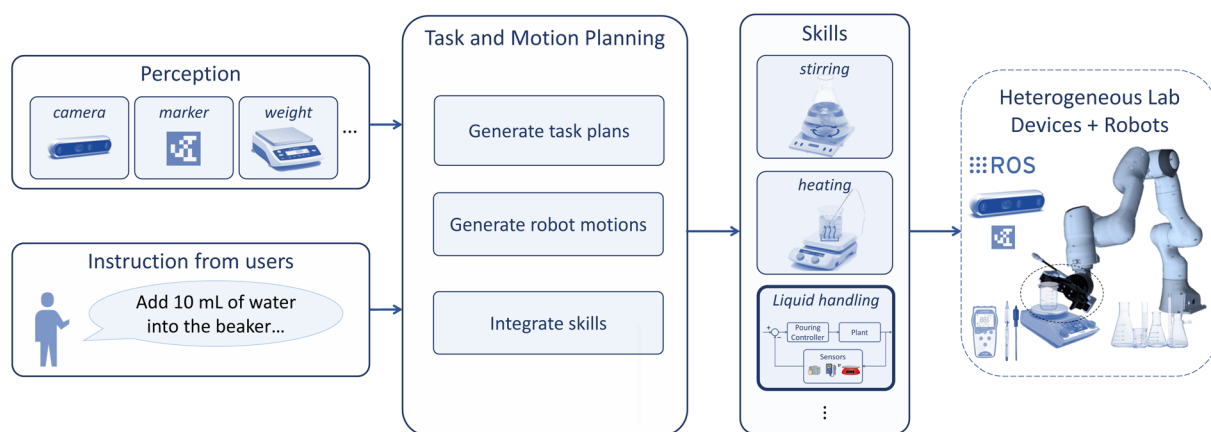 Perception
camera
marker
weight
...
Instruction from users
Add 10 mL of water
into the beaker...
Task and Motion Planning
Generate task plans
Generate robot motions
Integrate skills
Skills
stirring
heating
Liquid handling
+
-
Pouring
Controller
Plant
Sensors
⋮
Heterogeneous Lab
Devices + Robots
ROS